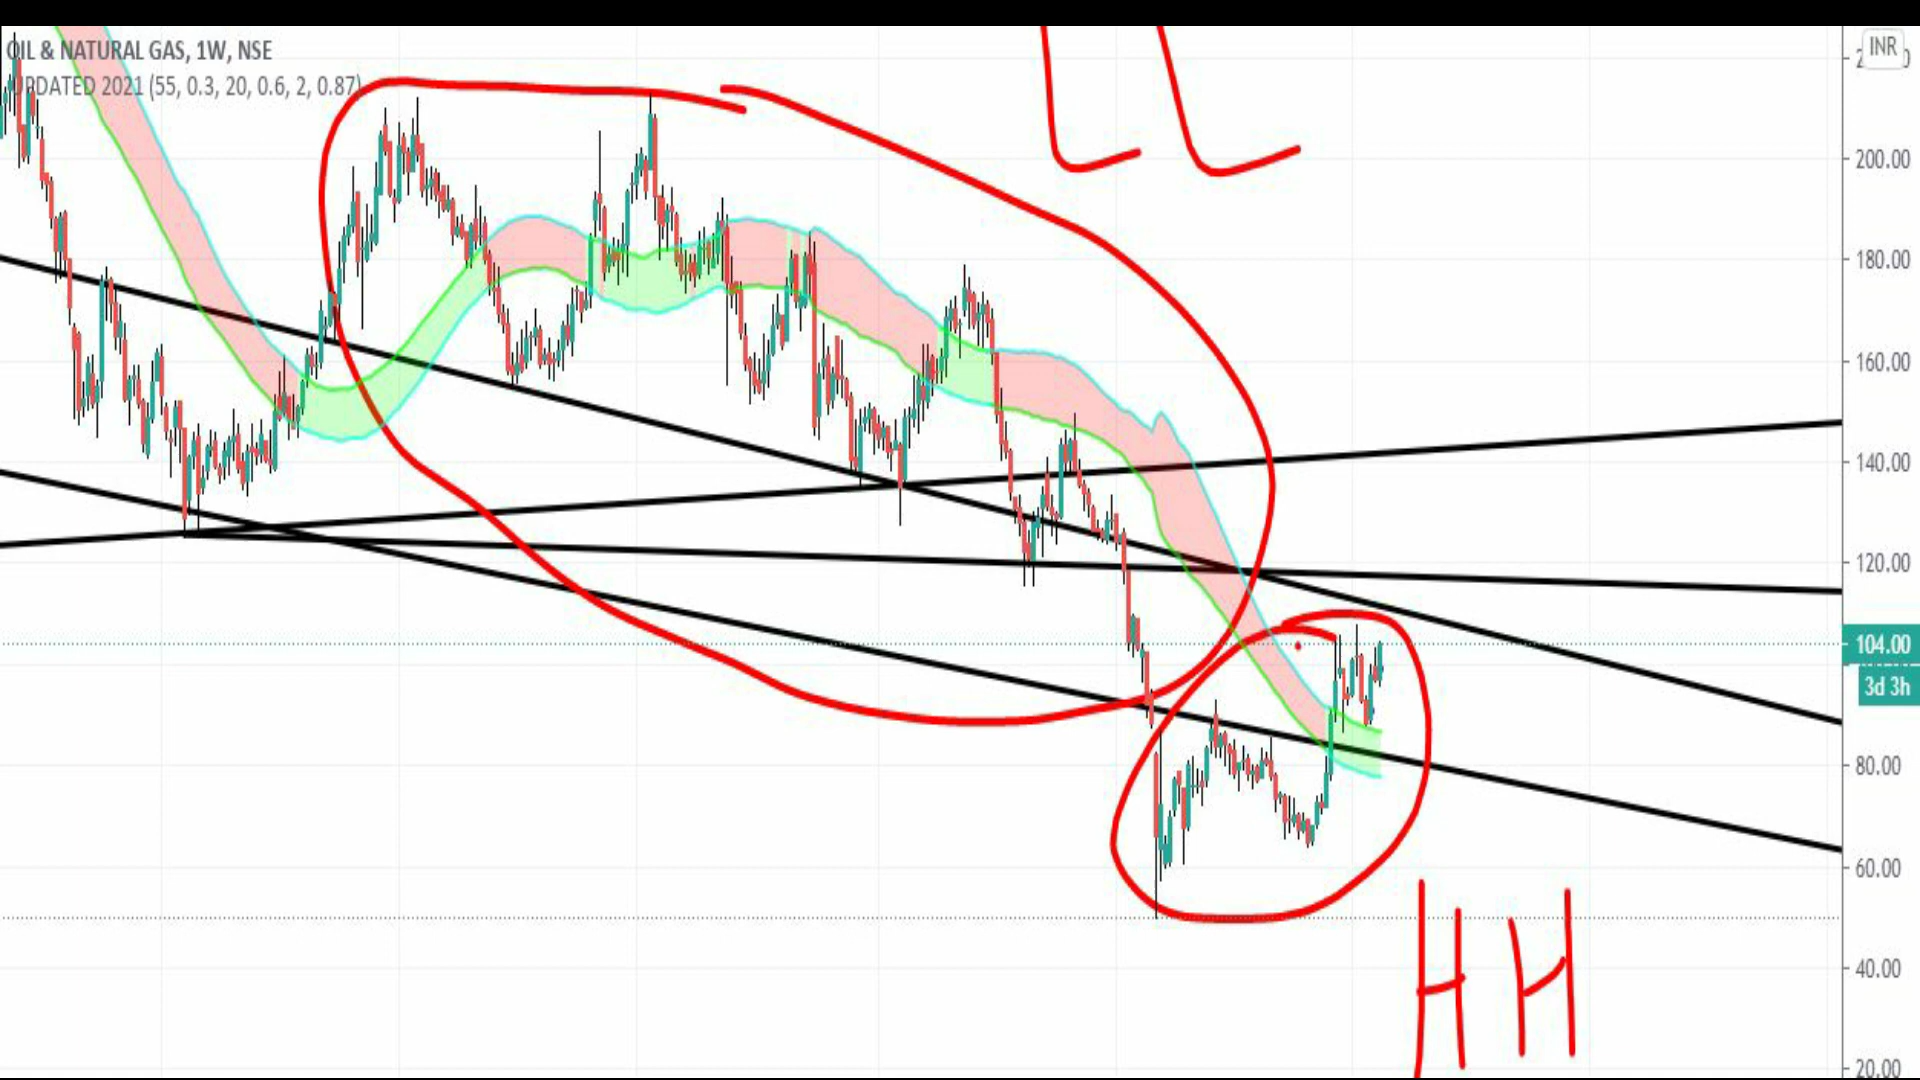 OIL & NATURAL GAS, 1W, NSE
UPDATED 2021 (55, 0.3, 20, 0.6, 2, 0.87)
LL
INR
200.00
180.00
160.00
140.00
120.00
104.00
3d 3h
80.00
60.00
40.00
20.00
HH